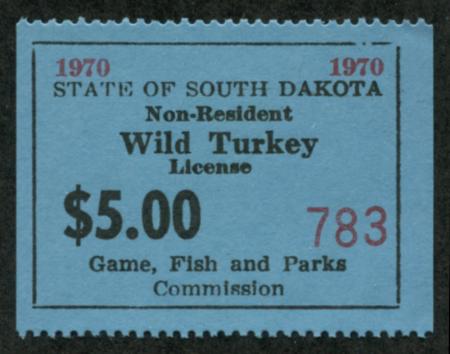 1970 1970
STATE OF SOUTH DAKOTA
Non-Resident
Wild Turkey
License
$5.00 783
Game, Fish and Parks
Commission